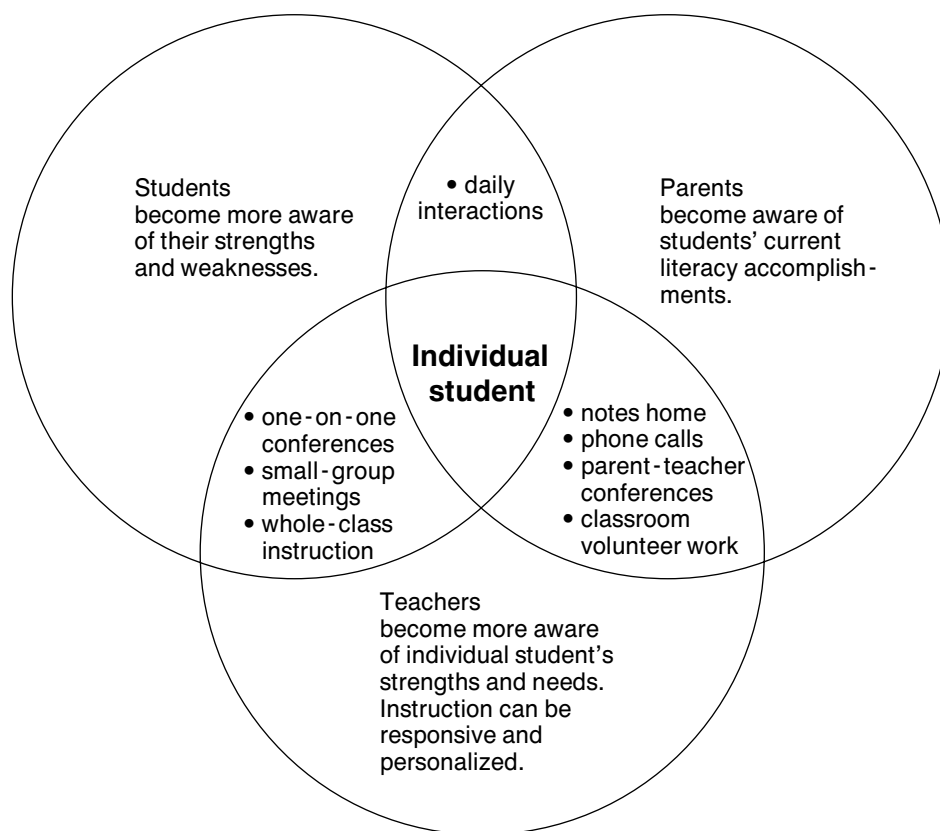 Students
become more aware
of their strengths
and weaknesses.
• daily
interactions
Parents
become aware of
students’ current
literacy accomplish-
ments.
Individual
student
• one-on-one
conferences
• small-group
meetings
• whole-class
instruction
• notes home
• phone calls
• parent-teacher
conferences
• classroom
volunteer work
Teachers
become more aware
of individual student’s
strengths and needs.
Instruction can be
responsive and
personalized.